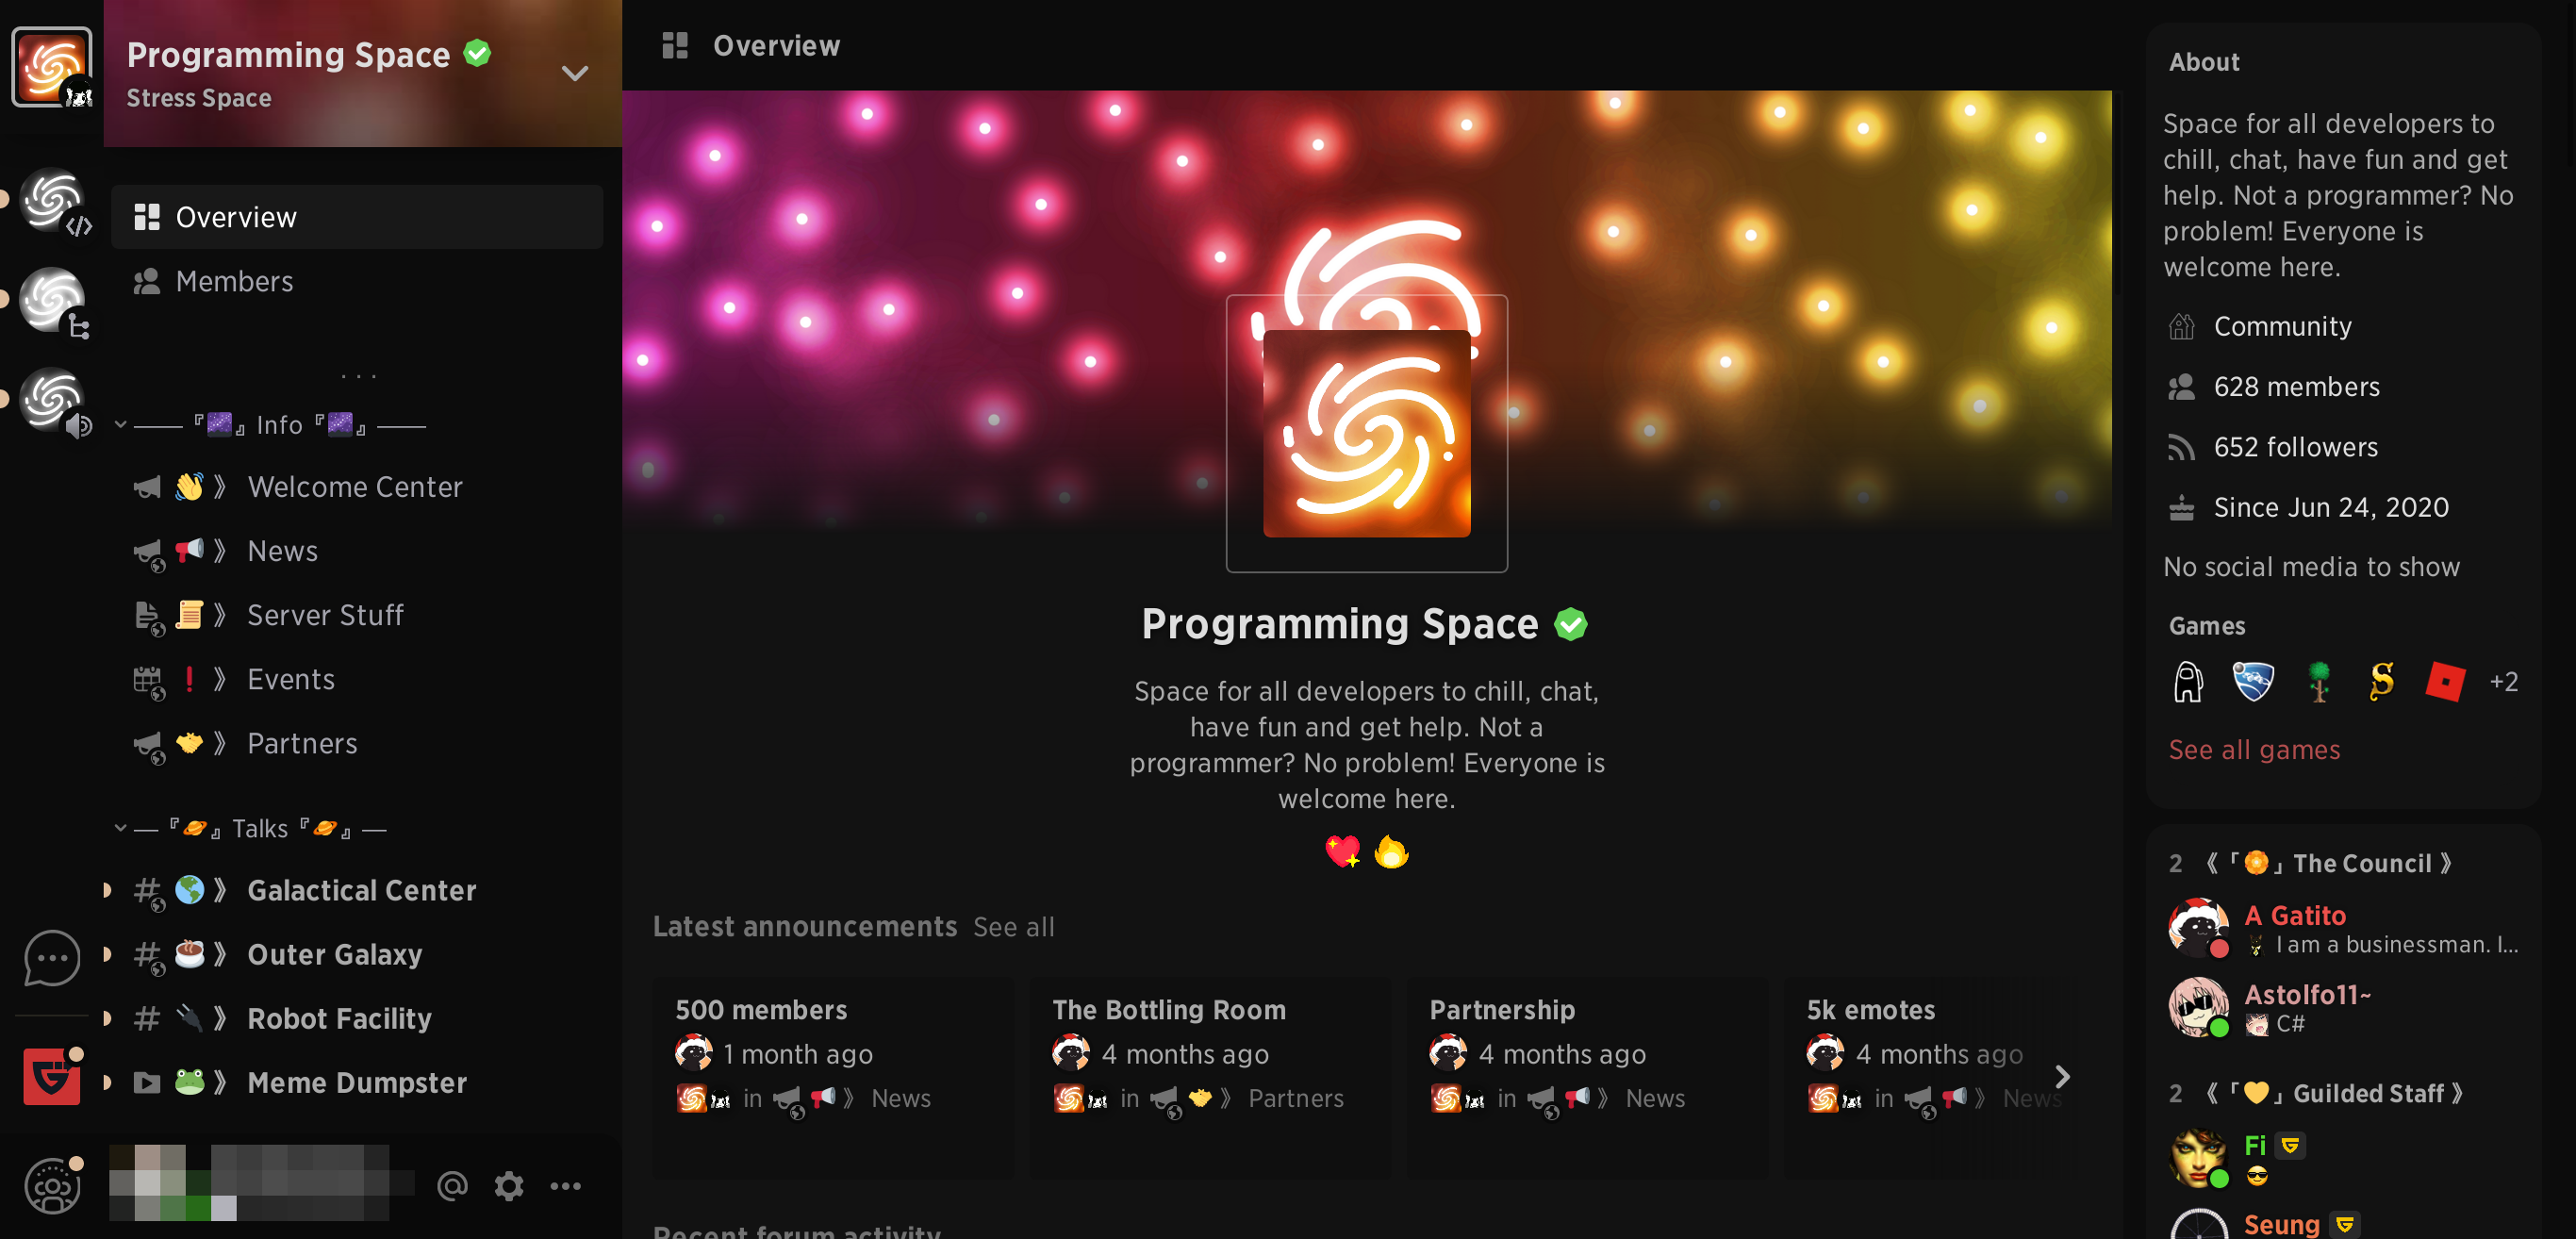 Programming Space
Stress Space
Overview
Members
. . .
—— 『🌌』 Info 『🌌』 ——
👋 》 Welcome Center
📢 》 News
📜 》 Server Stuff
❗ 》 Events
🤝 》 Partners
— 『🪐』 Talks 『🪐』 —
# 🌎 》 Galactical Center
# ☕ 》 Outer Galaxy
# 🔌 》 Robot Facility
🐸 》 Meme Dumpster
Overview
Programming Space
Space for all developers to chill, chat,
have fun and get help. Not a
programmer? No problem! Everyone is
welcome here.
💖 🔥
Latest announcements See all
500 members
1 month ago
in 📢 》 News
The Bottling Room
4 months ago
in 🤝 》 Partners
Partnership
4 months ago
in 📢 》 News
5k emotes
4 months ago
in 📢 》 News
Recent forum activity
About
Space for all developers to
chill, chat, have fun and get
help. Not a programmer? No
problem! Everyone is
welcome here.
Community
628 members
652 followers
Since Jun 24, 2020
No social media to show
Games
+2
See all games
2 《 「🏵️」 The Council 》
A Gatito
I am a businessman. I...
Astolfo11~
C#
2 《 「💛」 Guilded Staff 》
Fi
😎
Seung